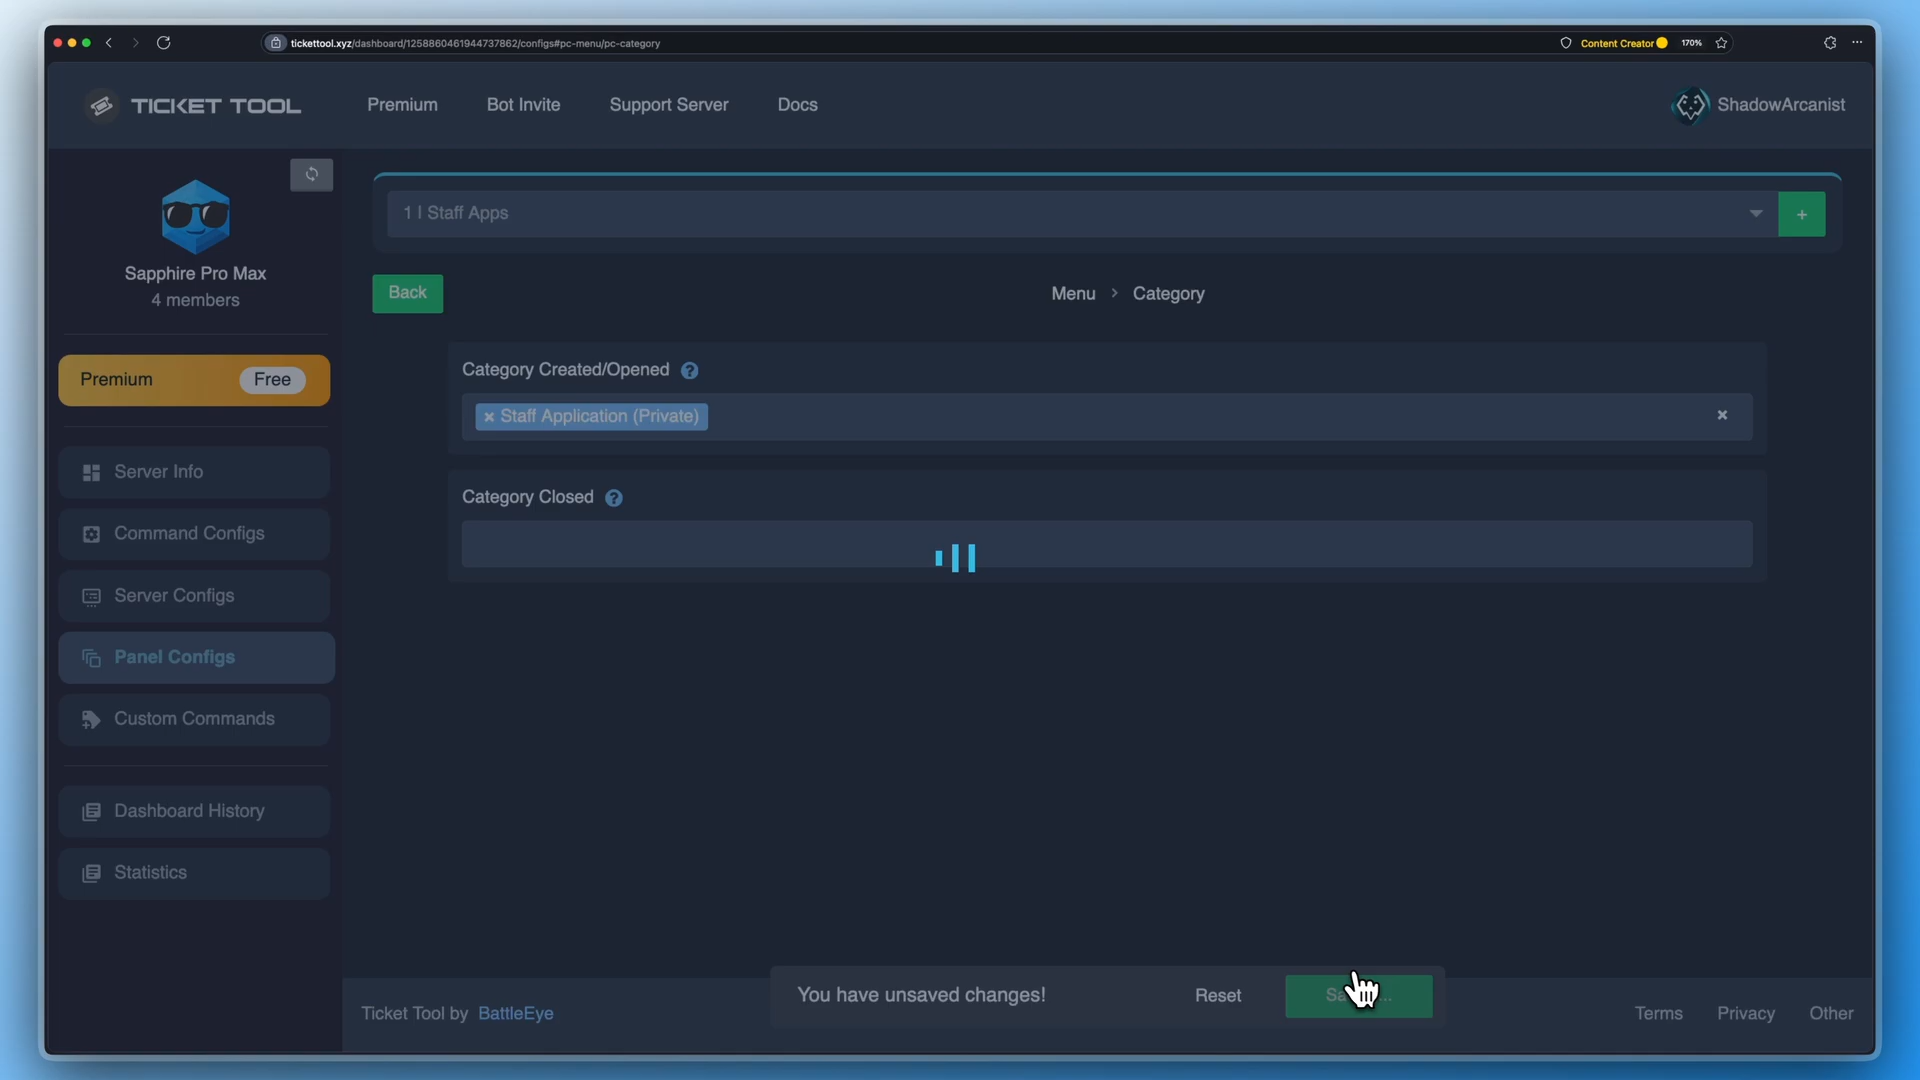 tickettool.xyz/dashboard/1258860461944737862/configs#pc-menu/pc-category
Content Creator
170%
TICKET TOOL
Premium
Bot Invite
Support Server
Docs
ShadowArcanist
Sapphire Pro Max
4 members
Premium
Free
Server Info
Command Configs
Server Configs
Panel Configs
Custom Commands
Dashboard History
Statistics
1 | Staff Apps
+
Back
Menu > Category
Category Created/Opened ?
× Staff Application (Private) ×
Category Closed ?
You have unsaved changes!
Reset
Ticket Tool by BattleEye
Terms
Privacy
Other